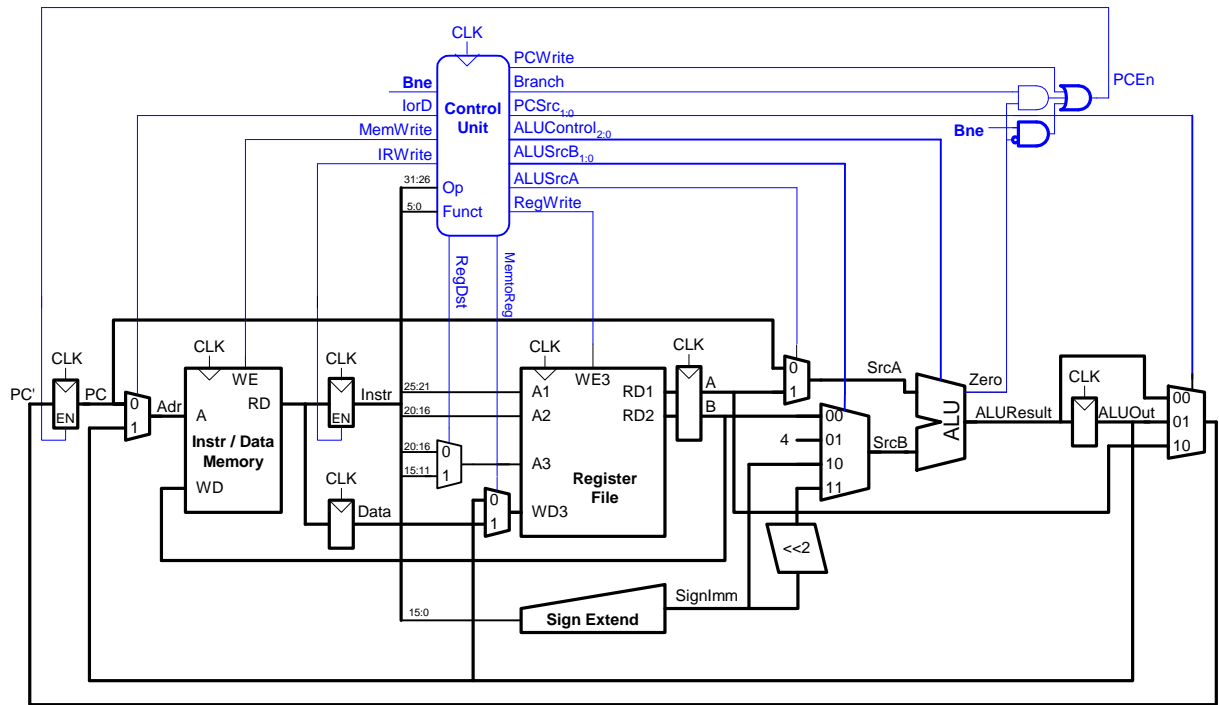 CLK
PCWrite
Bne
Branch
PCEn
IorD
Control
Unit
PCSrc1:0
MemWrite
ALUControl2:0
Bne
IRWrite
ALUSrcB1:0
31:26
Op
ALUSrcA
5:0
Funct
RegWrite
RegDst
MemtoReg
CLK
CLK
CLK
CLK
CLK
WE
WE3
0
1
SrcA
Zero
CLK
PC'
EN
PC
0
1
Adr
A
RD
EN
Instr
25:21
A1
RD1
A
00
20:16
A2
RD2
B
00
01
10
11
4
SrcB
ALU
ALUResult
ALUOut
01
10
Instr / Data
Memory
20:16
0
15:11
1
A3
Register
File
WD
CLK
Data
0
1
WD3
<<2
SignImm
15:0
Sign Extend